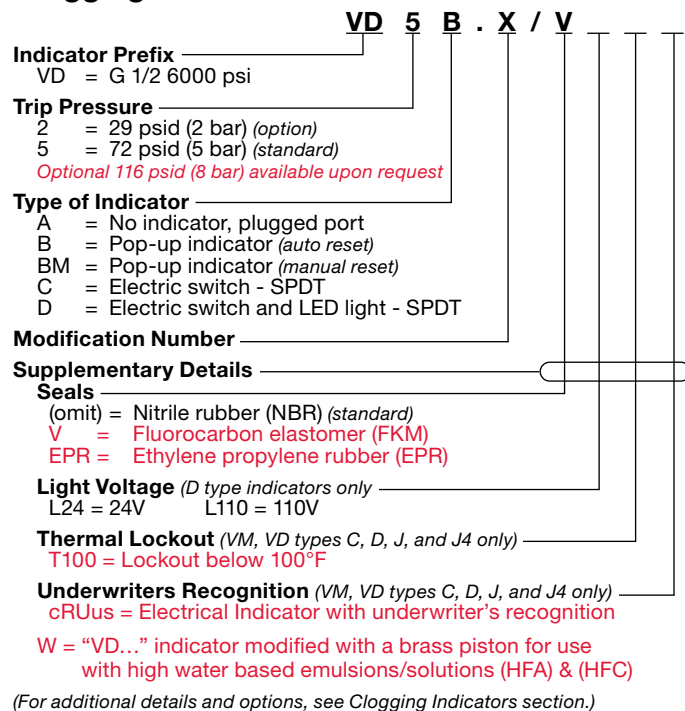 VD 5 B . X / V
Indicator Prefix
VD = G 1/2 6000 psi
Trip Pressure
2 = 29 psid (2 bar) (option)
5 = 72 psid (5 bar) (standard)
Optional 116 psid (8 bar) available upon request
Type of Indicator
A = No indicator, plugged port
B = Pop-up indicator (auto reset)
BM = Pop-up indicator (manual reset)
C = Electric switch - SPDT
D = Electric switch and LED light - SPDT
Modification Number
Supplementary Details
Seals
(omit) = Nitrile rubber (NBR) (standard)
V = Fluorocarbon elastomer (FKM)
EPR = Ethylene propylene rubber (EPR)
Light Voltage (D type indicators only
L24 = 24V L110 = 110V
Thermal Lockout (VM, VD types C, D, J, and J4 only)
T100 = Lockout below 100°F
Underwriters Recognition (VM, VD types C, D, J, and J4 only)
cRUus = Electrical Indicator with underwriter's recognition
W = “VD…” indicator modified with a brass piston for use
with high water based emulsions/solutions (HFA) & (HFC)
(For additional details and options, see Clogging Indicators section.)